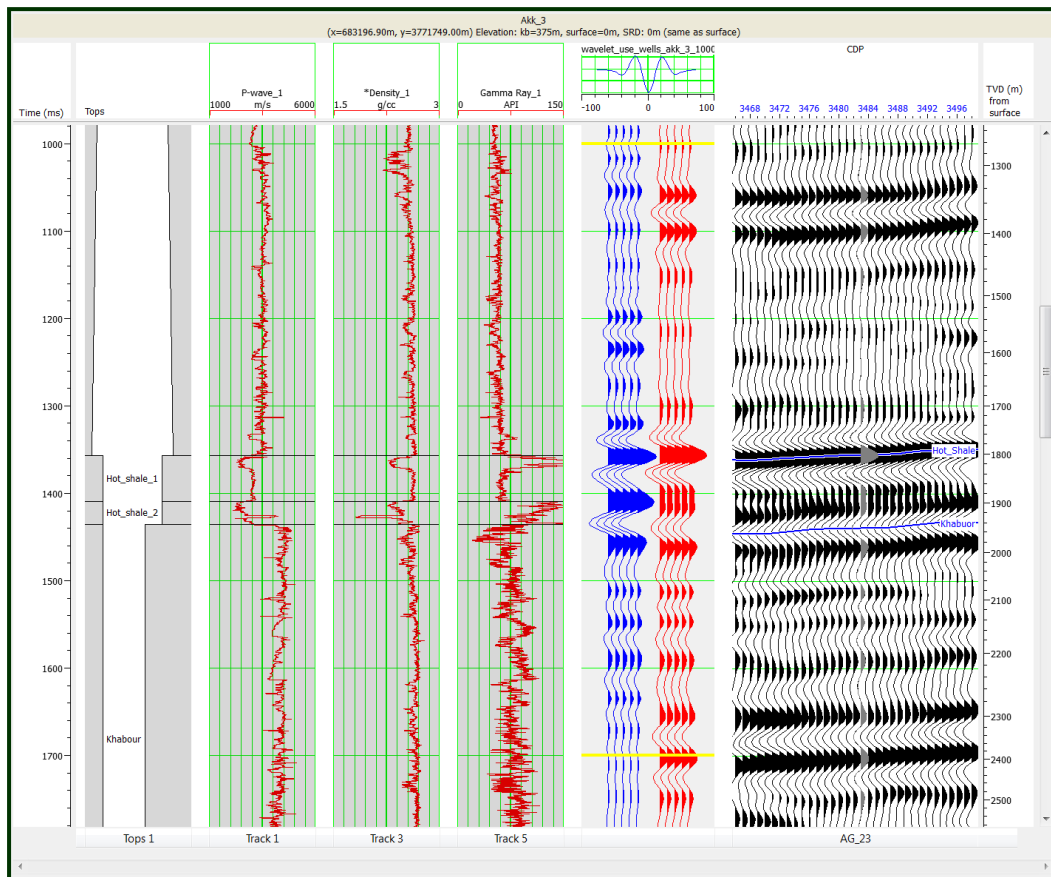 Akk_3
(x=683196.90m, y=3771749.00m) Elevation: kb=375m, surface=0m, SRD: 0m (same as surface)
Time (ms)
Tops
P-wave_1
1000 m/s 6000
*Density_1
1.5 g/cc 3
Gamma Ray_1
0 API 150
wavelet_use_wells_akk_3_1000
-100 0 100
CDP
3468 3472 3476 3480 3484 3488 3492 3496
TVD (m)
from
surface
1000
1100
1200
1300
1400
1500
1600
1700
Hot_shale_1
Hot_shale_2
Khabour
Hot_Shale
Khabuor
1300
1400
1500
1600
1700
1800
1900
2000
2100
2200
2300
2400
2500
Tops 1
Track 1
Track 3
Track 5
AG_23